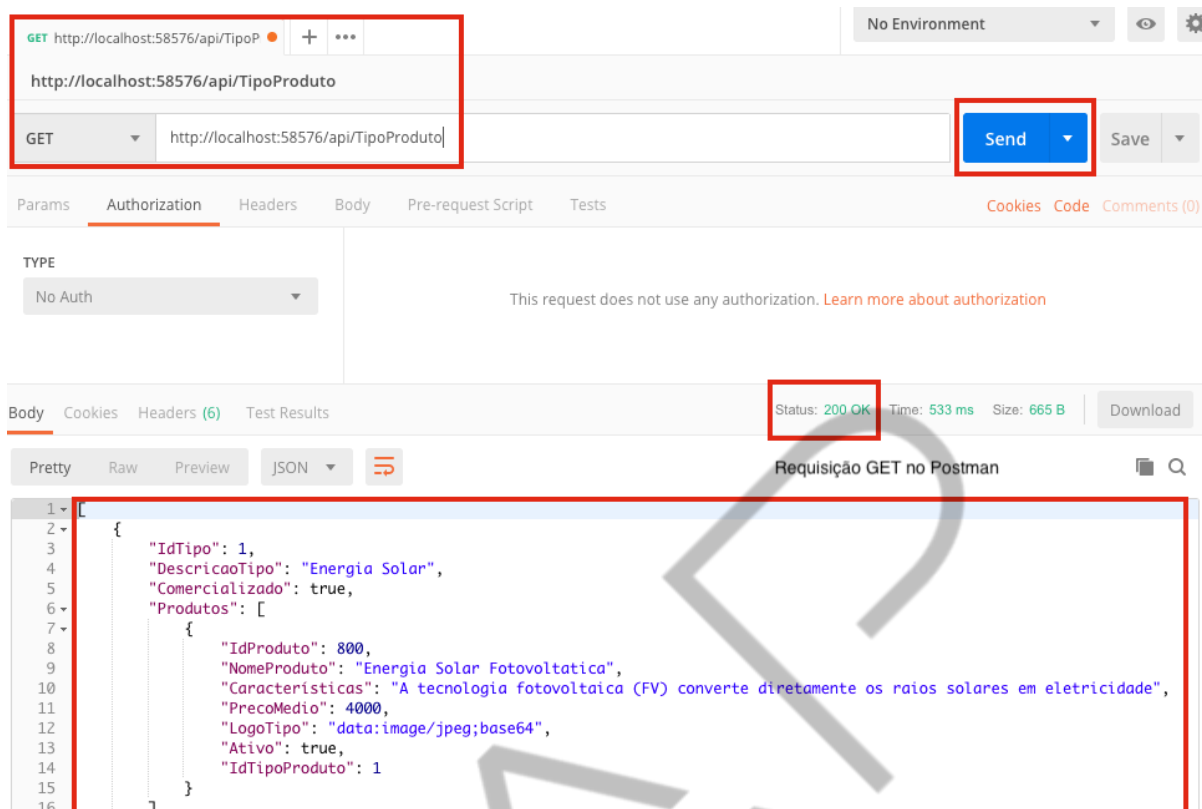 GET http://localhost:58576/api/TipoP + ••• No Environment
http://localhost:58576/api/TipoProduto
GET http://localhost:58576/api/TipoProduto Send Save
Params Authorization Headers Body Pre-request Script Tests Cookies Code Comments (0)
TYPE
No Auth
This request does not use any authorization. Learn more about authorization
Body Cookies Headers (6) Test Results Status: 200 OK Time: 533 ms Size: 665 B Download
Pretty Raw Preview JSON Requisição GET no Postman
1 [
2 {
3 "IdTipo": 1,
4 "DescricaoTipo": "Energia Solar",
5 "Comercializado": true,
6 "Produtos": [
7 {
8 "IdProduto": 800,
9 "NomeProduto": "Energia Solar Fotovoltatica",
10 "Características": "A tecnologia fotovoltaica (FV) converte diretamente os raios solares em eletricidade",
11 "PrecoMedio": 4000,
12 "LogoTipo": "data:image/jpeg;base64",
13 "Ativo": true,
14 "IdTipoProduto": 1
15 }
16 ]